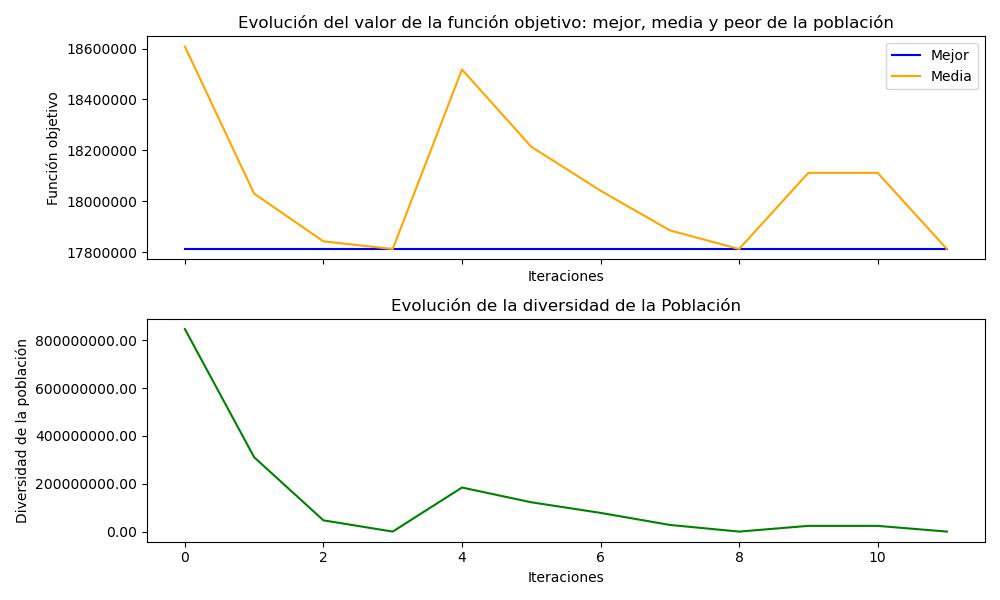 Evolución del valor de la función objetivo: mejor, media y peor de la población
Función objetivo
18600000
18400000
18200000
18000000
17800000
Mejor
Media
Iteraciones
Evolución de la diversidad de la Población
Diversidad de la población
800000000.00
600000000.00
400000000.00
200000000.00
0.00
0 2 4 6 8 10
Iteraciones